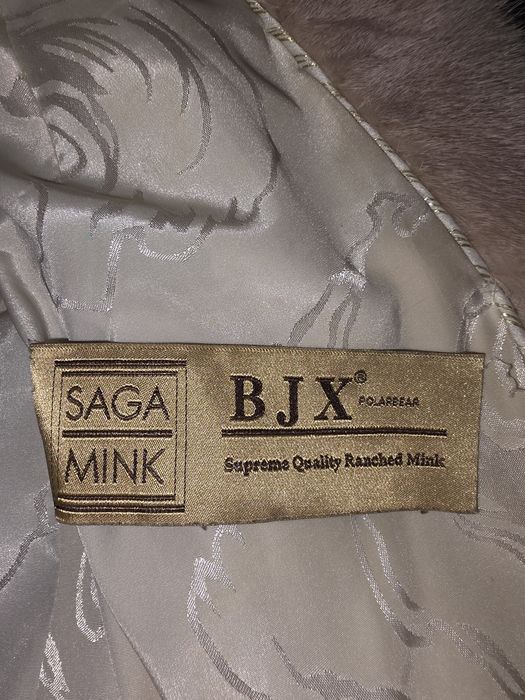 SAGA
MINK
BJX®
POLARBEAR
Supreme Quality Ranched Mink